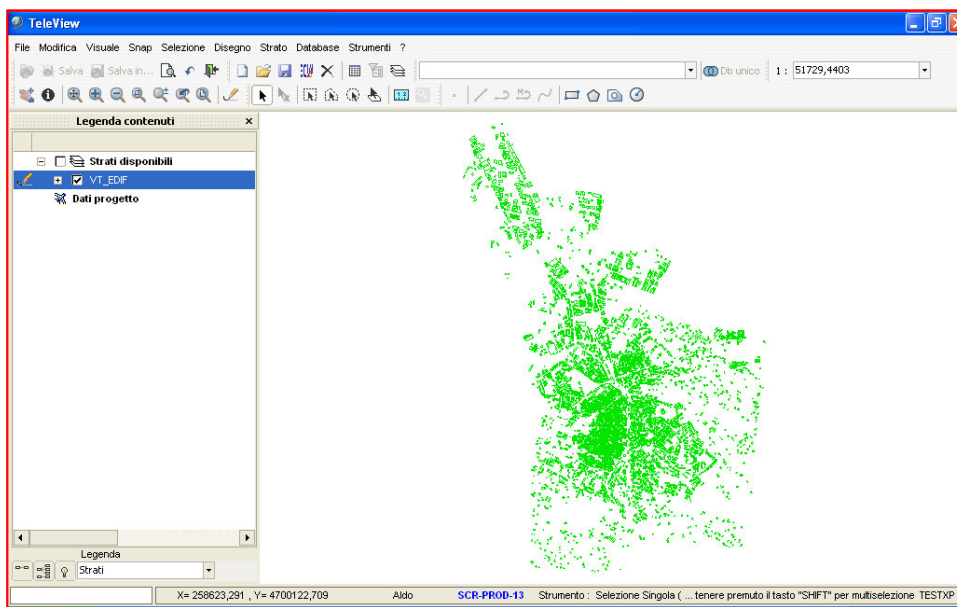 TeleView
File Modifica Visuale Snap Selezione Disegno Strato Database Strumenti ?
Salva Salva in... Db unico 1 : 51729,4403
Legenda contenuti
Strati disponibili
VT_EDIF
Dati progetto
Legenda
Strati
X= 258623,291 , Y= 4700122,709 Aldo SCR-PROD-13 Strumento : Selezione Singola ( ... tenere premuto il tasto "SHIFT" per multiselezione TESTXP